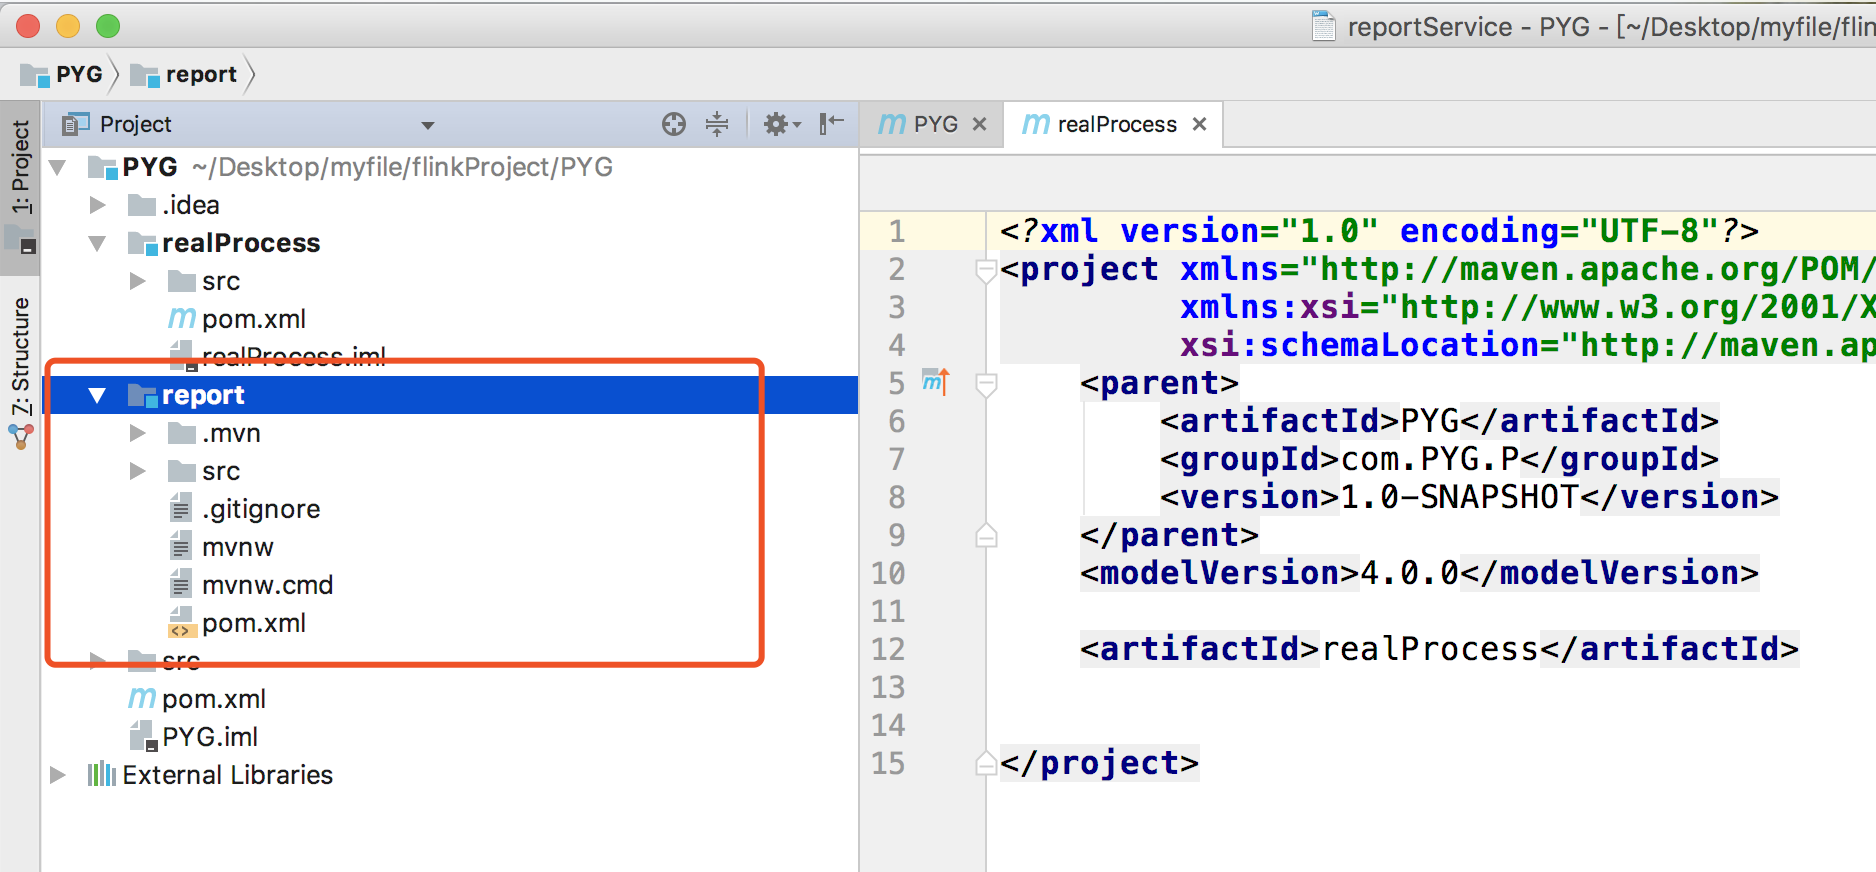 reportService - PYG - [~/Desktop/myfile/flin
PYG report
Project
PYG
realProcess
1: Project
7: Structure
PYG ~/Desktop/myfile/flinkProject/PYG
.idea
realProcess
src
pom.xml
realProcess.iml
report
.mvn
src
.gitignore
mvnw
mvnw.cmd
pom.xml
src
pom.xml
PYG.iml
External Libraries
1 <?xml version="1.0" encoding="UTF-8"?>
2 <project xmlns="http://maven.apache.org/POM/
3 xmlns:xsi="http://www.w3.org/2001/X
4 xsi:schemaLocation="http://maven.ap
5 <parent>
6 <artifactId>PYG</artifactId>
7 <groupId>com.PYG.P</groupId>
8 <version>1.0-SNAPSHOT</version>
9 </parent>
10 <modelVersion>4.0.0</modelVersion>
11
12 <artifactId>realProcess</artifactId>
13
14
15 </project>